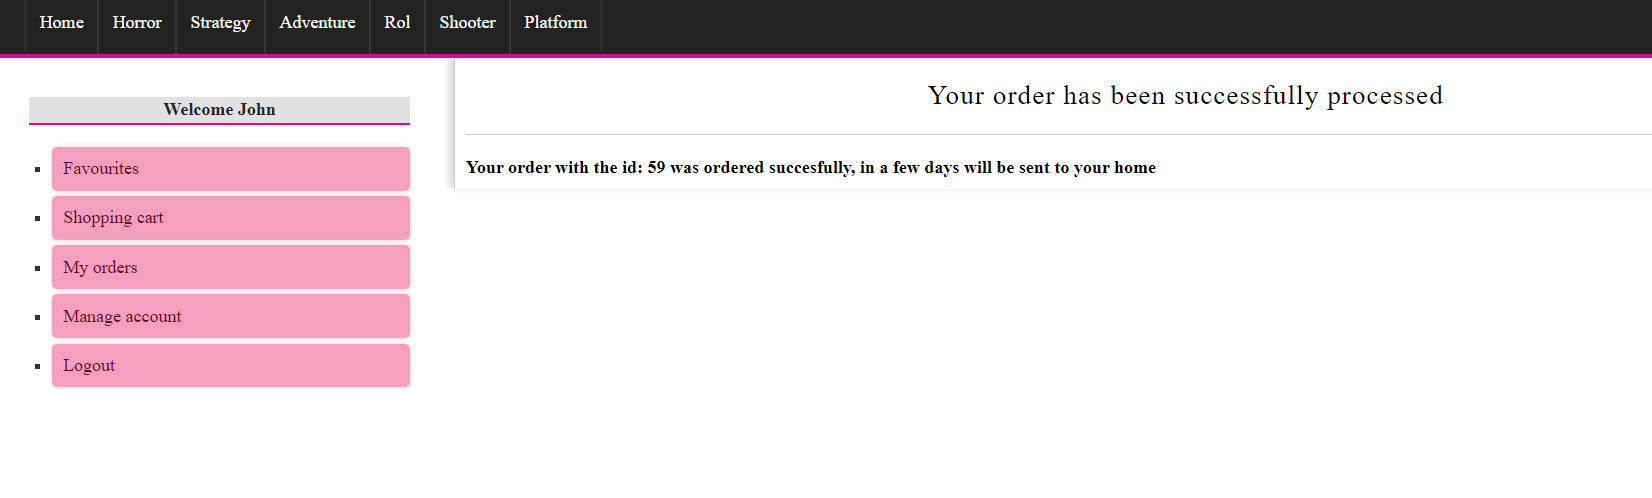 Home Horror Strategy Adventure Rol Shooter Platform
Welcome John
Favourites
Shopping cart
My orders
Manage account
Logout
Your order has been successfully processed
Your order with the id: 59 was ordered succesfully, in a few days will be sent to your home